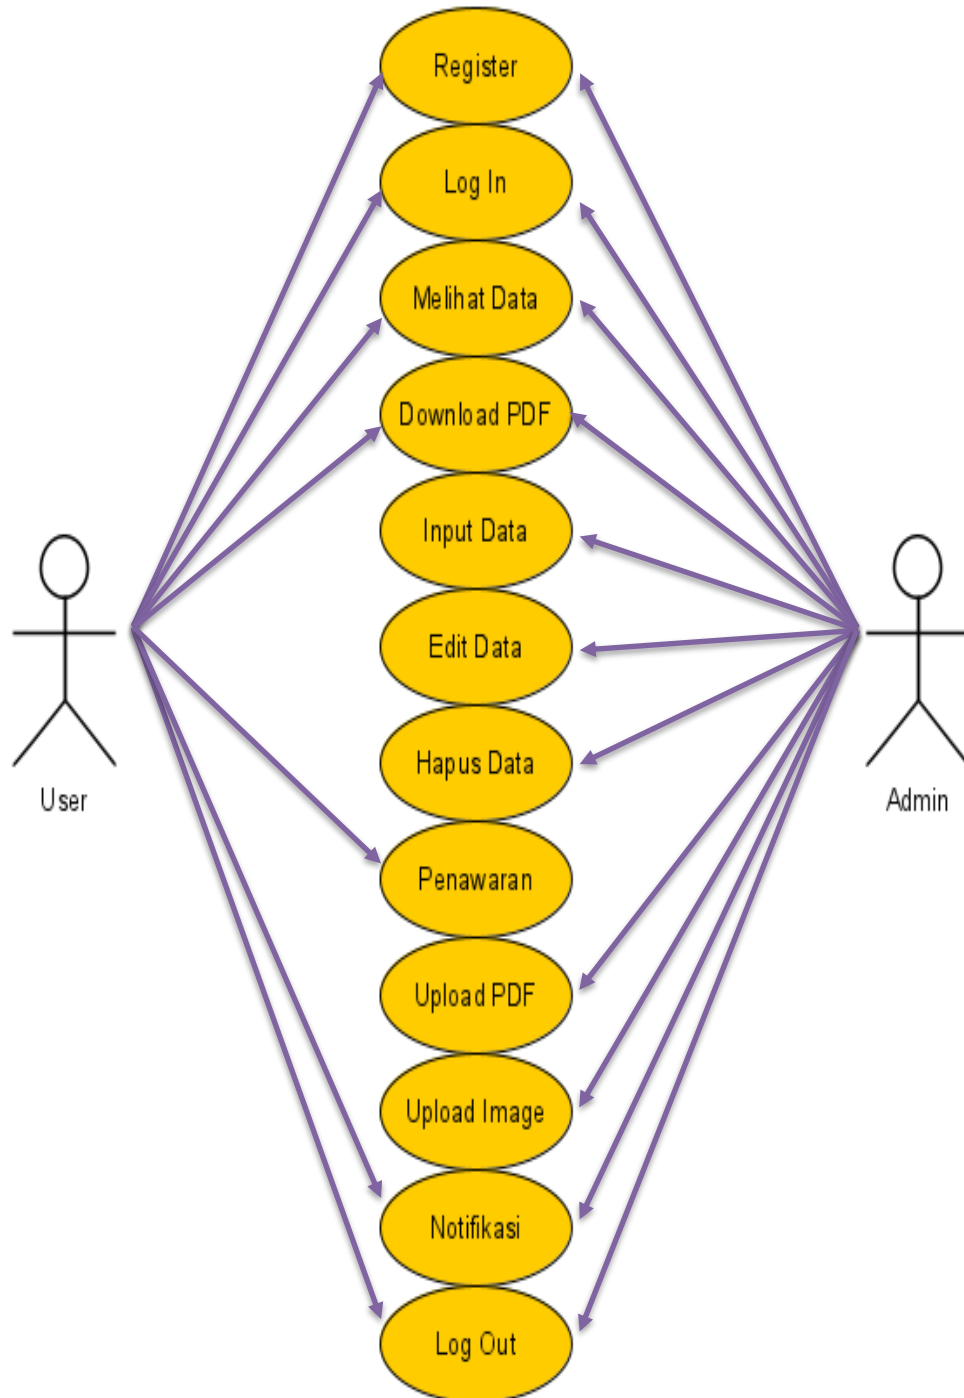 Register
Log In
Melihat Data
Download PDF
Input Data
Edit Data
Hapus Data
User
Admin
Penawaran
Upload PDF
Upload Image
Notifikasi
Log Out